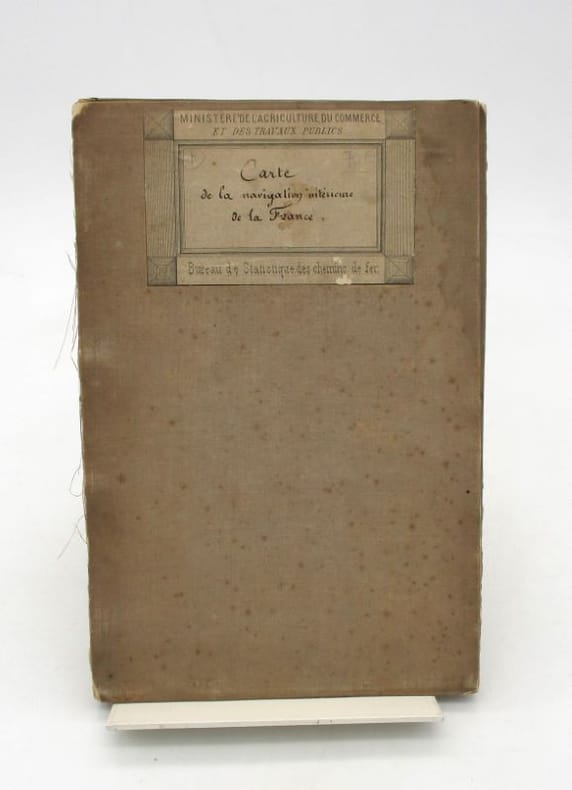 MINISTERE DE L'AGRICULTURE DU COMMERCE
ET DES TRAVAUX PUBLICS
Carte
de la navigation intérieure
de la France.
Bureau de Statistique des chemins de fer.